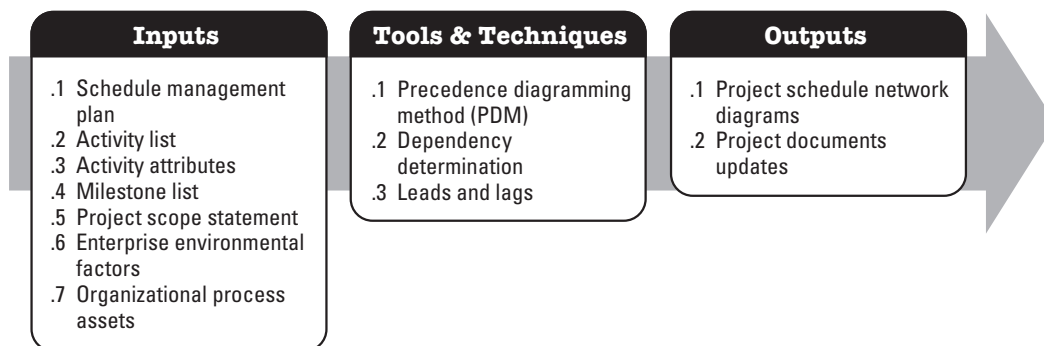 Inputs
.1 Schedule management
plan
.2 Activity list
.3 Activity attributes
.4 Milestone list
.5 Project scope statement
.6 Enterprise environmental
factors
.7 Organizational process
assets
Tools & Techniques
.1 Precedence diagramming
method (PDM)
.2 Dependency
determination
.3 Leads and lags
Outputs
.1 Project schedule network
diagrams
.2 Project documents
updates